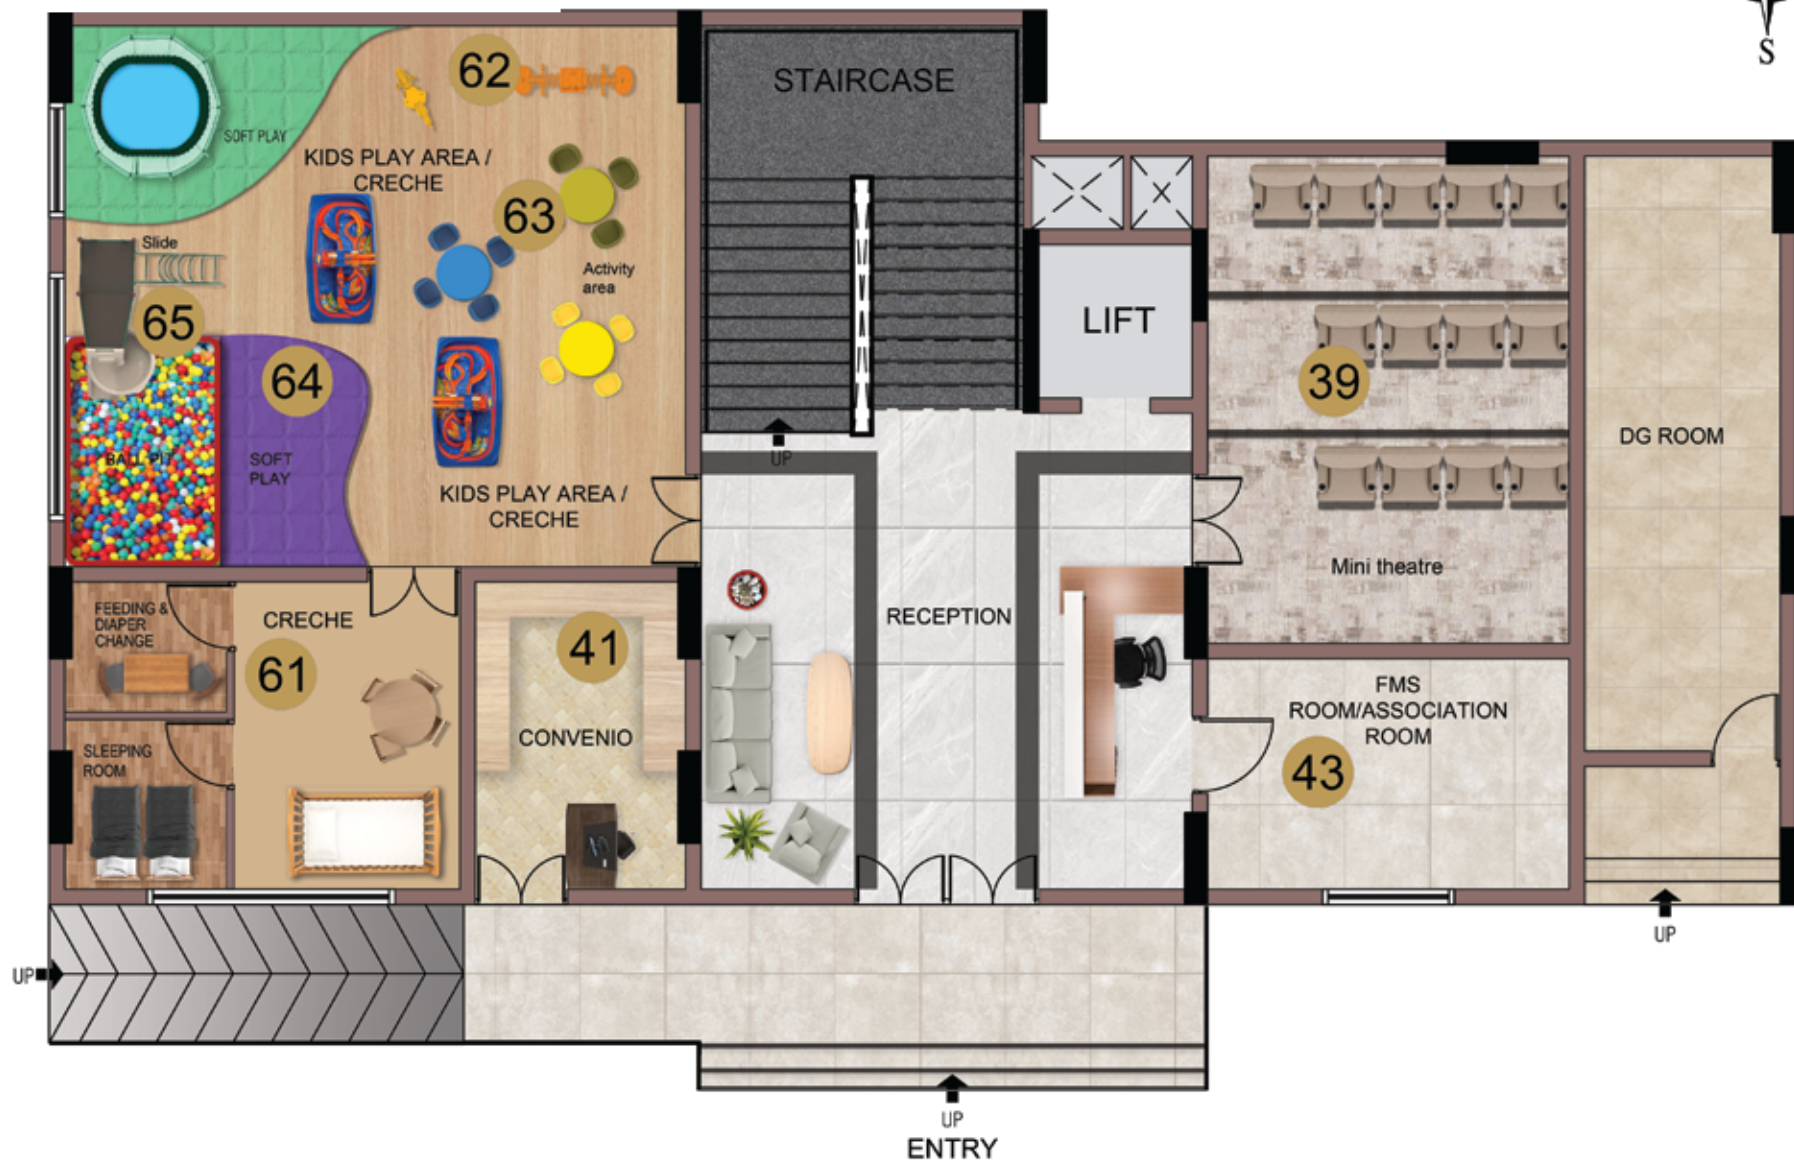 S
STAIRCASE
62
SOFT PLAY
KIDS PLAY AREA /
CRECHE
63
Slide
Activity
area
65
LIFT
64
39
BALL PIT
SOFT
PLAY
UP
DG ROOM
KIDS PLAY AREA /
CRECHE
Mini theatre
FEEDING &
DIAPER
CHANGE
CRECHE
61
41
RECEPTION
FMS
ROOM/ASSOCIATION
ROOM
43
CONVENIO
SLEEPING
ROOM
UP
UP
UP
ENTRY